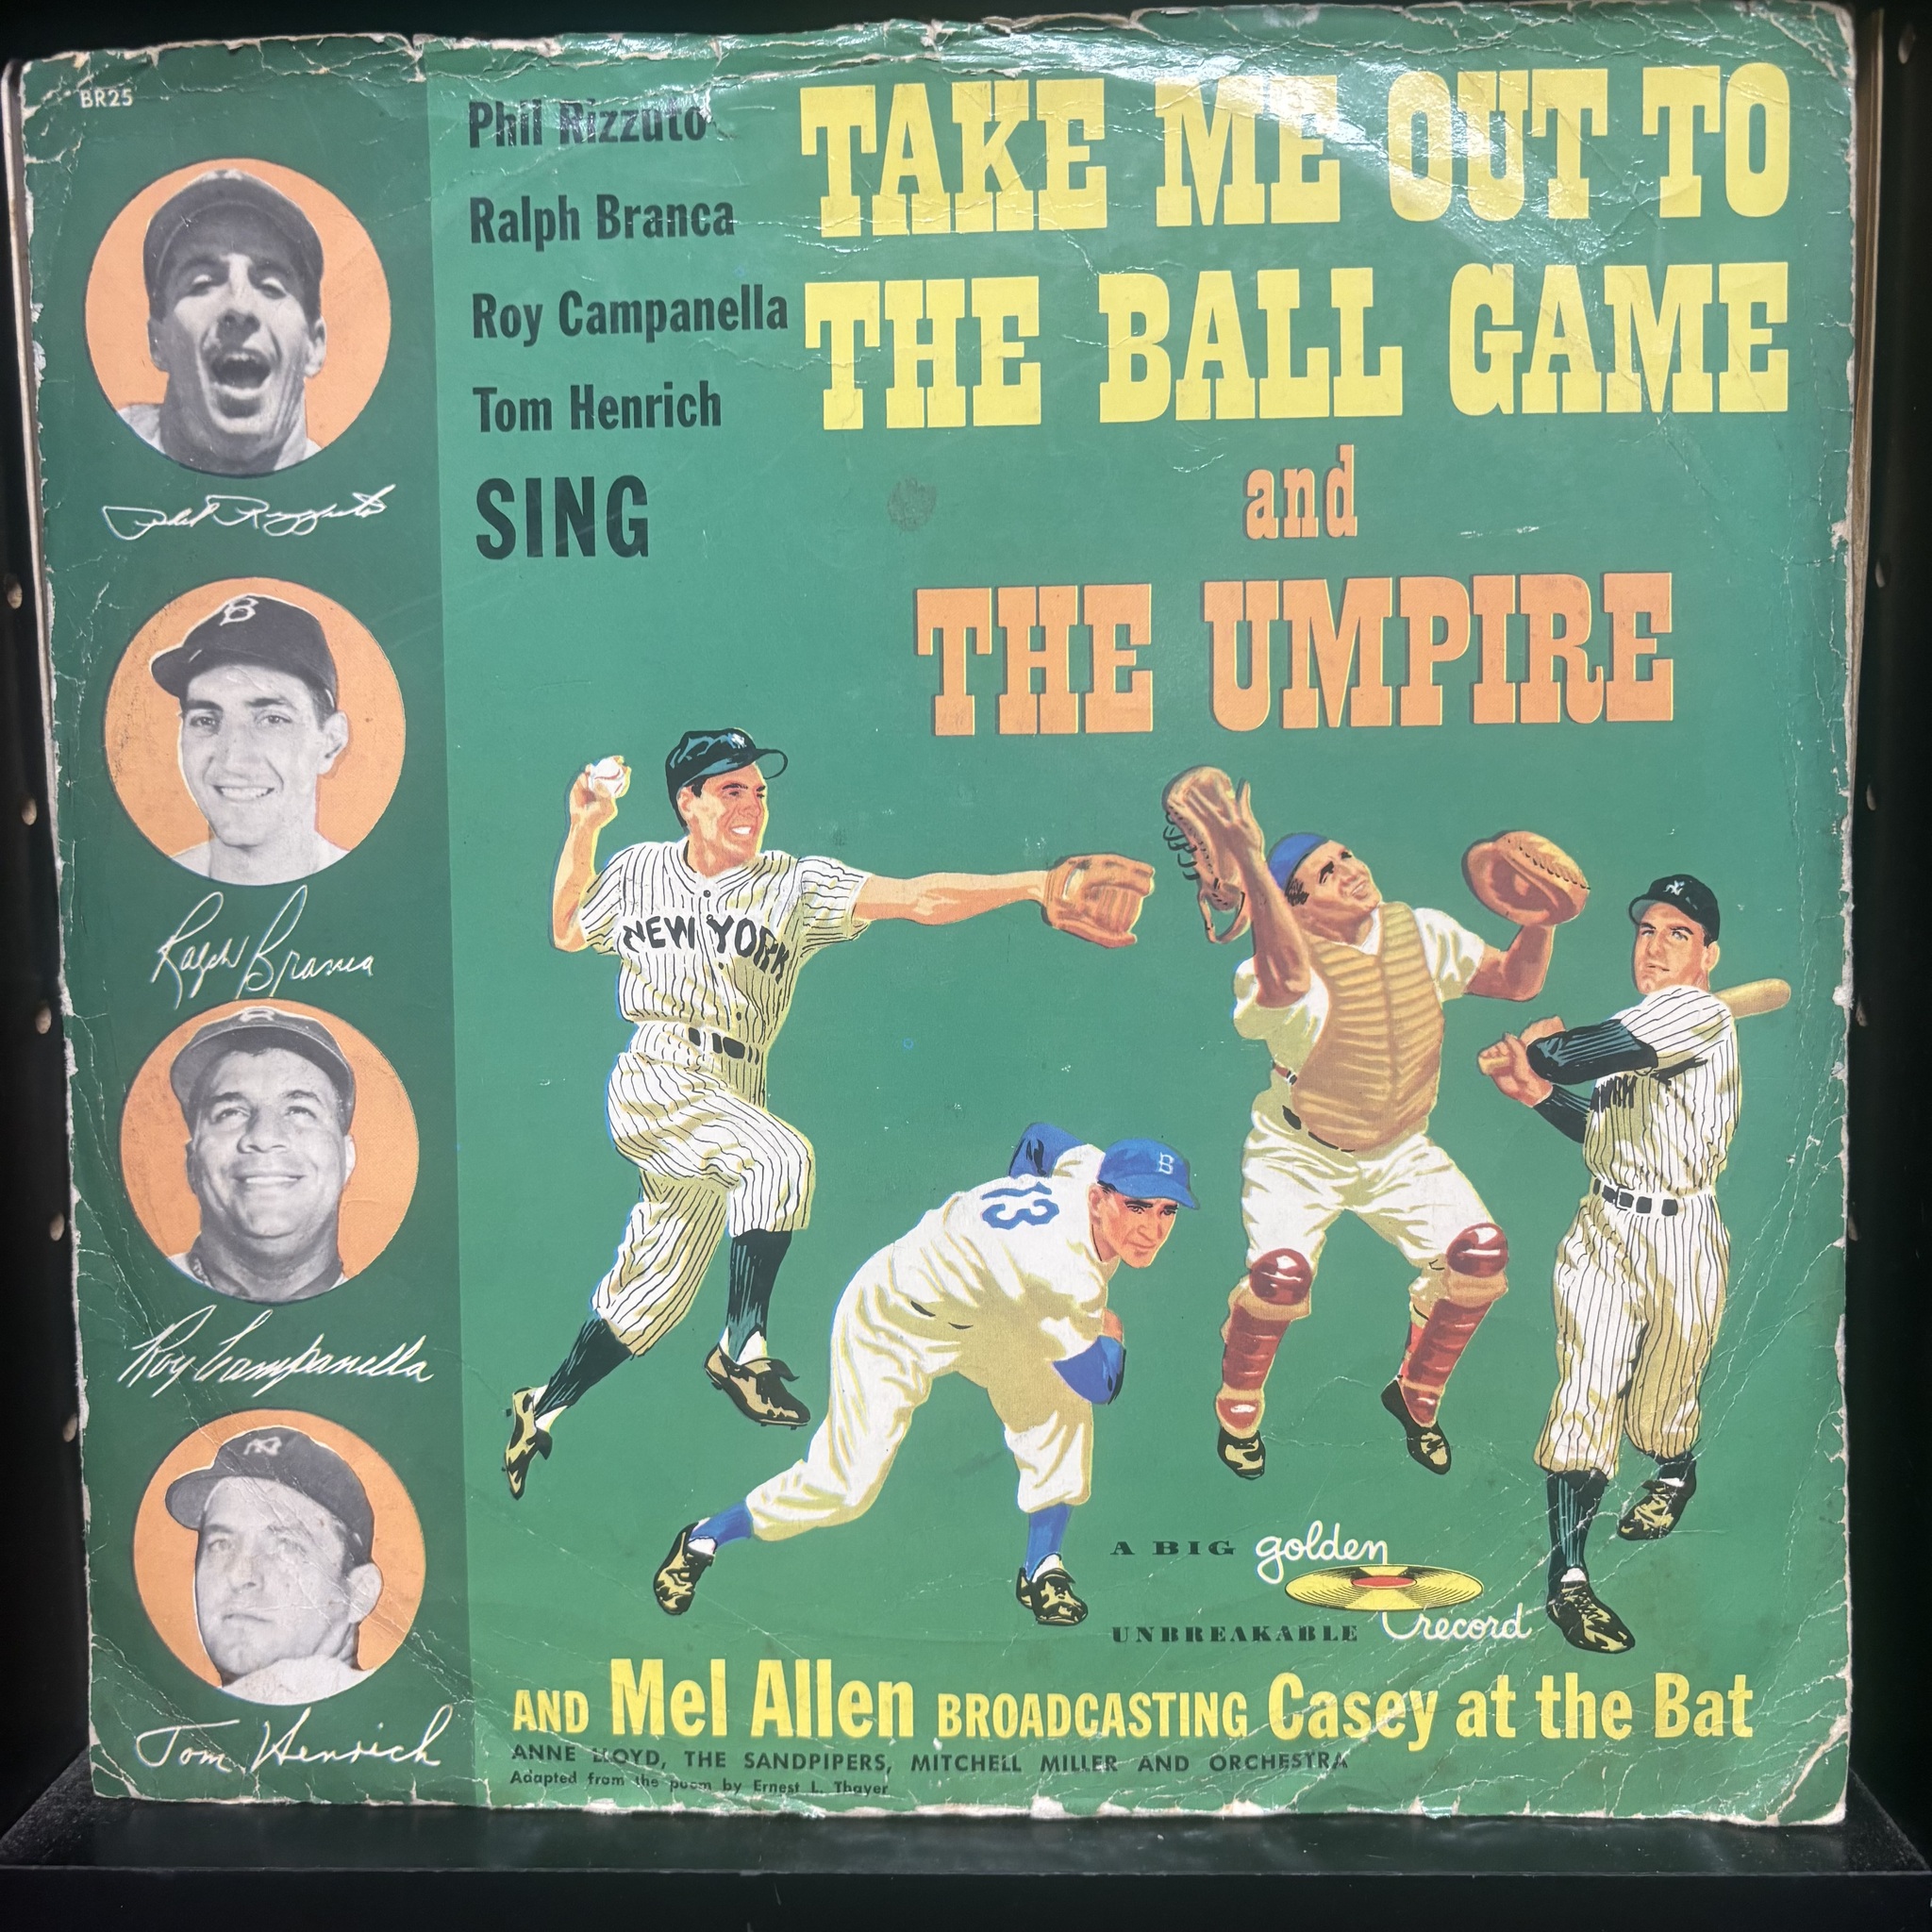 BR25
Phil Rizzuto
Ralph Branca
Roy Campanella
Tom Henrich
SING
TAKE ME OUT TO
THE BALL GAME
and
THE UMPIRE
Phil Rizzuto
B
Ralph Branca
B
Roy Campanella
NY
Tom Henrich
NEW YORK
B
13
NY
A BIG golden
UNBREAKABLE record
AND Mel Allen BROADCASTING Casey at the Bat
ANNE LLOYD, THE SANDPIPERS, MITCHELL MILLER AND ORCHESTRA
Adapted from the poem by Ernest L. Thayer